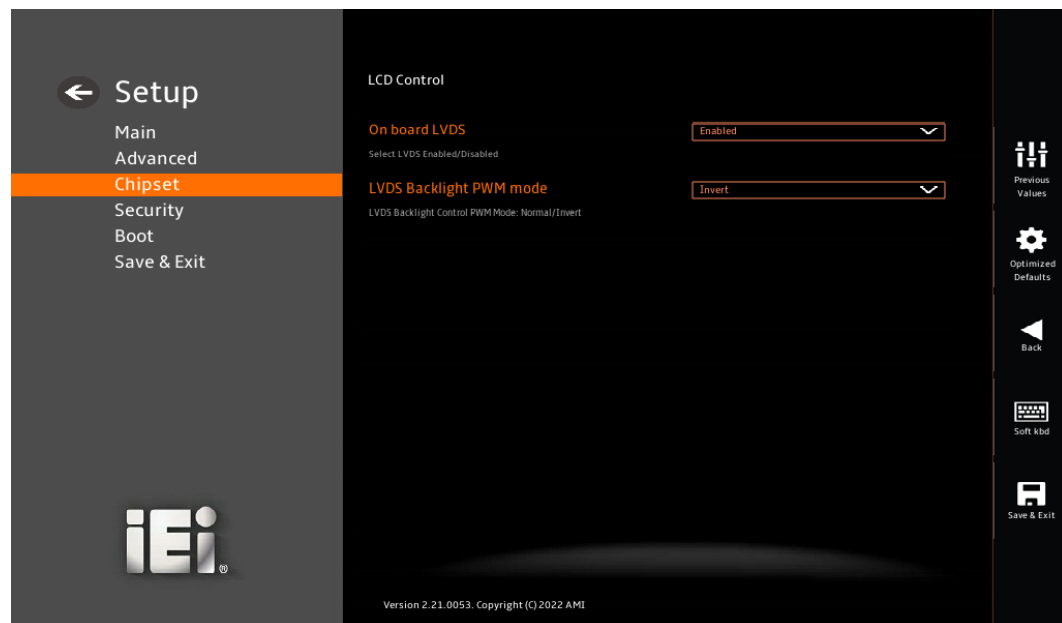 Setup
Main
Advanced
Chipset
Security
Boot
Save & Exit
iEi®
LCD Control
On board LVDS
Enabled
Select LVDS Enabled/Disabled
LVDS Backlight PWM mode
Invert
LVDS Backlight Control PWM Mode: Normal/Invert
Version 2.21.0053. Copyright (C) 2022 AMI
Previous
Values
Optimized
Defaults
Back
Soft kbd
Save & Exit